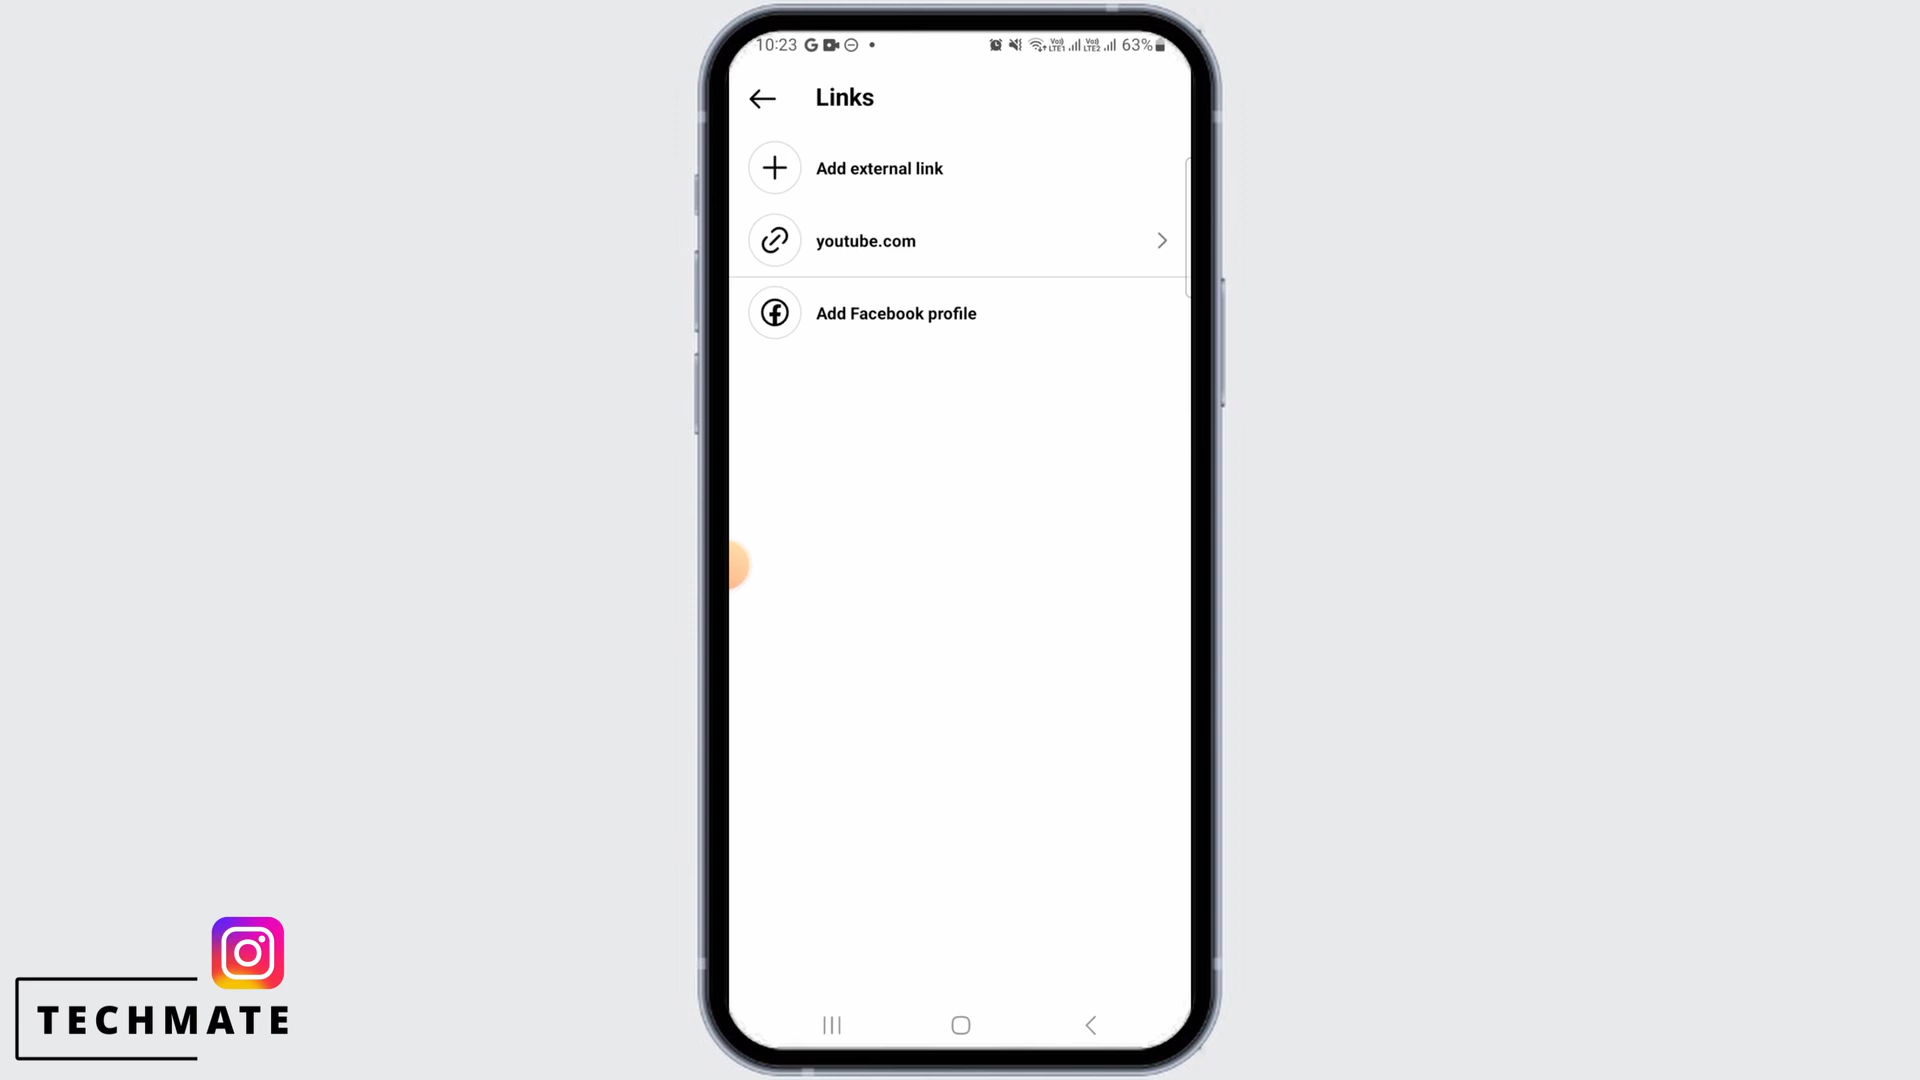 10:23 63%
Links
Add external link
youtube.com
Add Facebook profile
TECHMATE